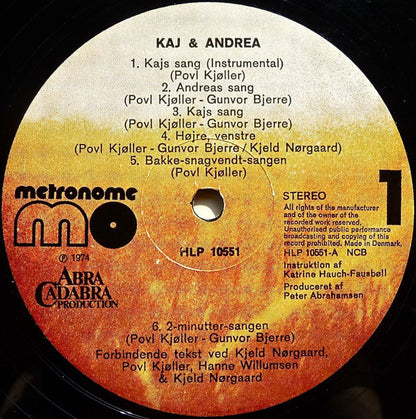 KAJ & ANDREA
1. Kajs sang (Instrumental)
(Povl Kjøller)
2. Andreas sang
(Povl Kjøller - Gunvor Bjerre)
3. Kajs sang
(Povl Kjøller - Gunvor Bjerre)
4. Højre, venstre
(Povl Kjøller - Gunvor Bjerre/Kjeld Nørgaard)
5. Bakke-snagvendt-sangen
(Povl Kjøller)
metronome
mo
℗ 1974
ABRA
CADABRA
PRODUCTION
HLP 10551
STEREO
1
All rights of the manufacturer
and of the owner of the
recorded work reserved.
Unauthorised public performance
broadcasting and copying of this
record prohibited. Made in Denmark.
HLP 10551-A NCB
Instruktion af
Katrine Hauch-Fausbøll
Produceret af
Peter Abrahamsen
6. 2-minutter-sangen
(Povl Kjøller - Gunvor Bjerre)
Forbindende tekst ved Kjeld Nørgaard,
Povl Kjøller, Hanne Willumsen
& Kjeld Nørgaard